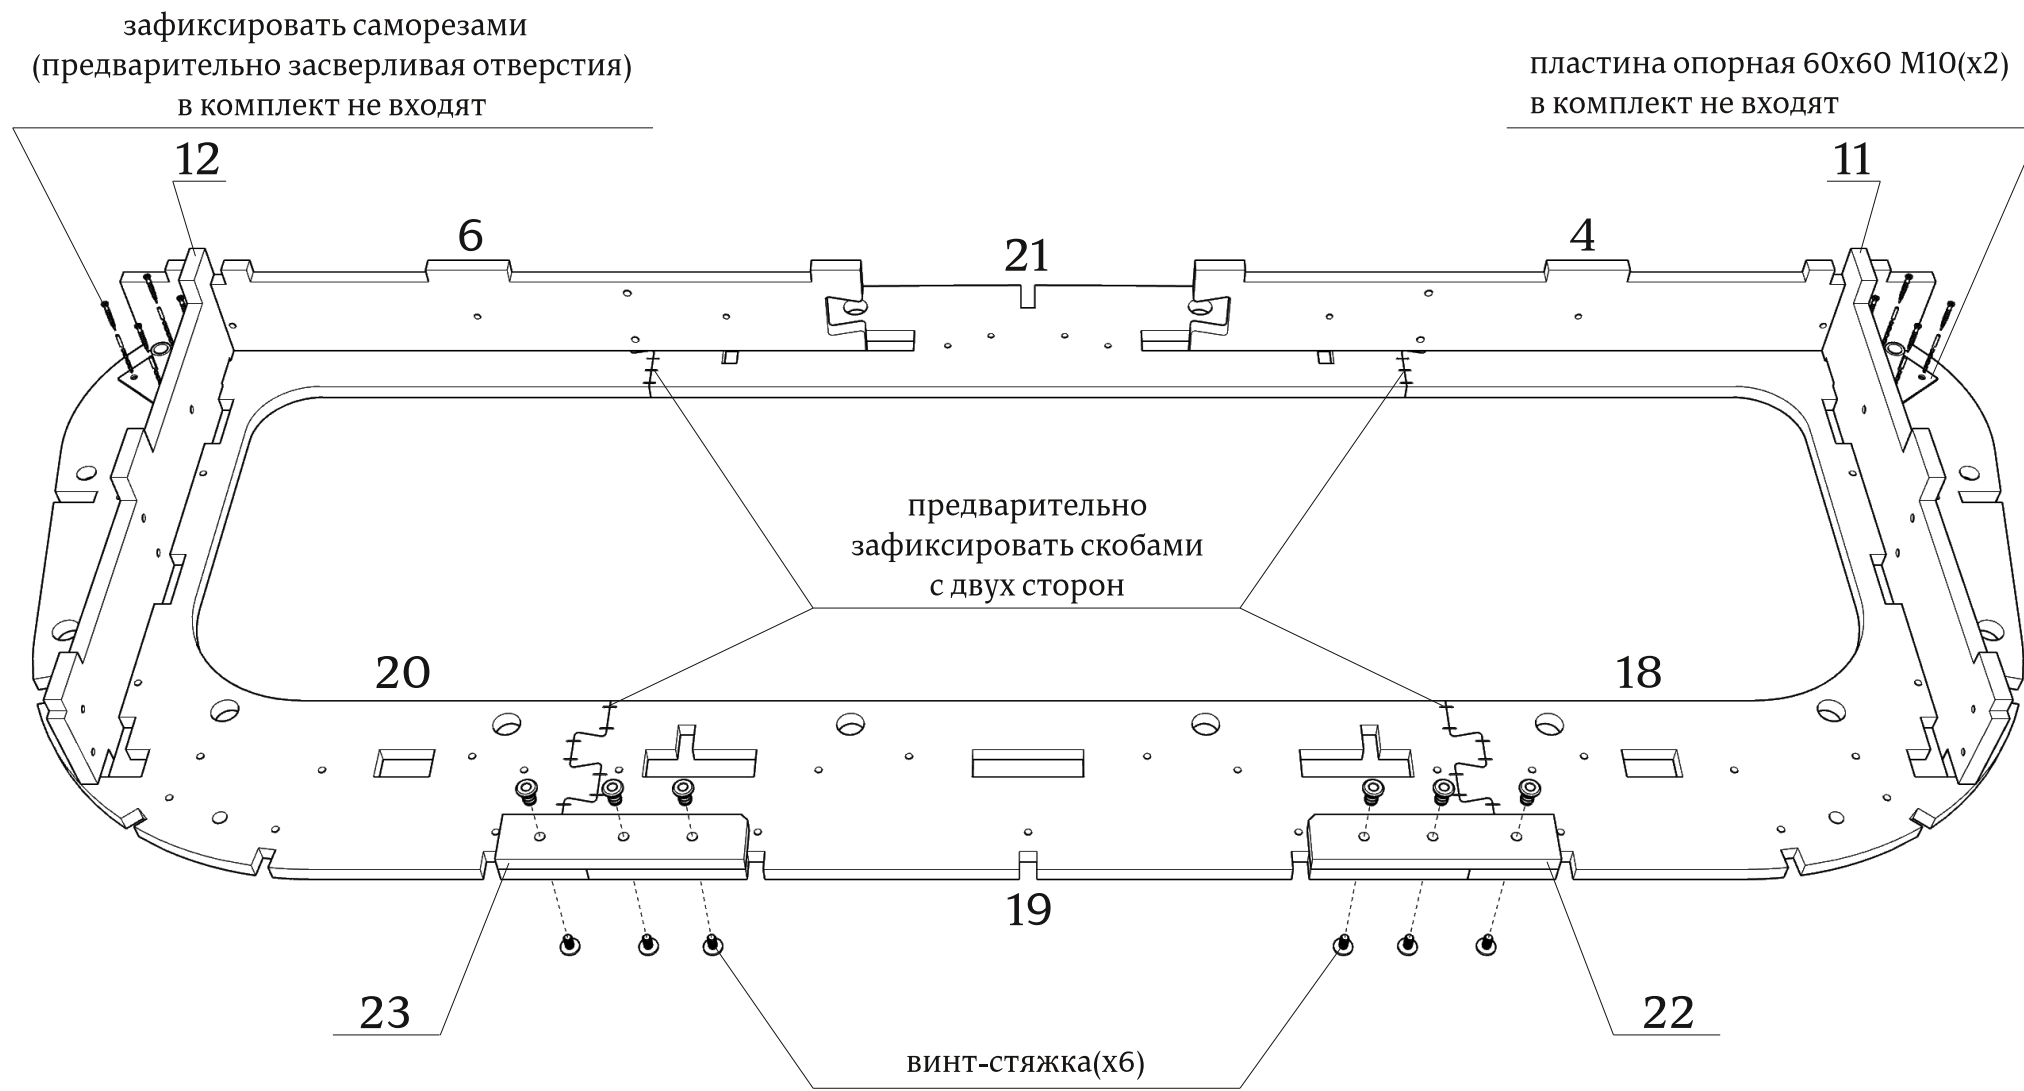 зафиксировать саморезами
(предварительно засверливая отверстия)
в комплект не входят
пластина опорная 60х60 М10(х2)
в комплект не входят
12
11
6
21
4
предварительно
зафиксировать скобами
с двух сторон
20
18
19
23
22
винт-стяжка(х6)